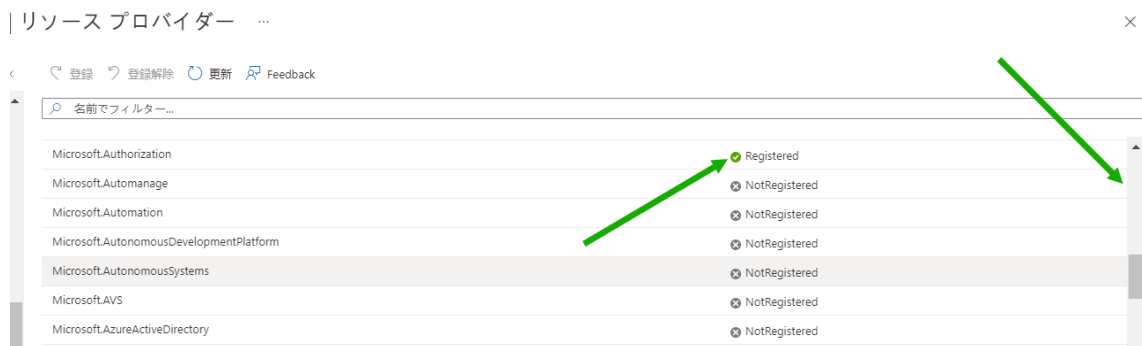 リソース プロバイダー ...
登録 登録解除 更新 Feedback
名前でフィルター...
Microsoft.Authorization Registered
Microsoft.Automanage NotRegistered
Microsoft.Automation NotRegistered
Microsoft.AutonomousDevelopmentPlatform NotRegistered
Microsoft.AutonomousSystems NotRegistered
Microsoft.AVS NotRegistered
Microsoft.AzureActiveDirectory NotRegistered